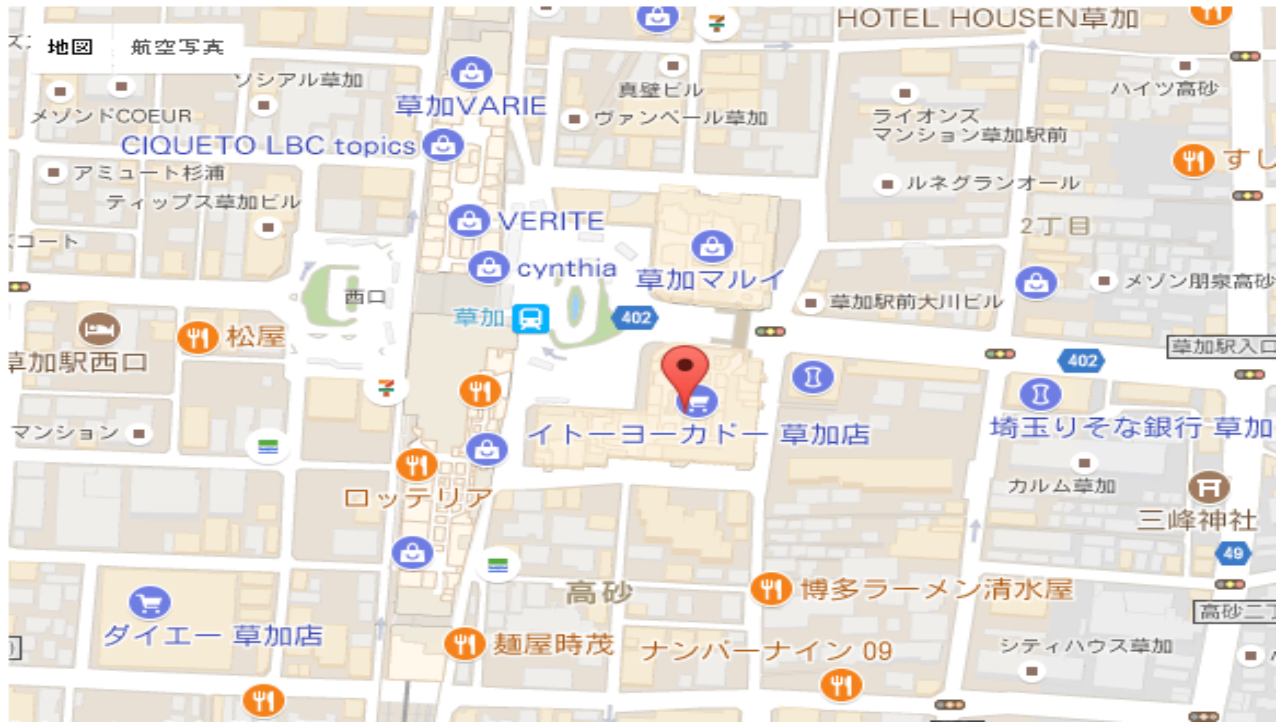 HOTEL HOUSEN草加
地図 航空写真
ソシアル草加
真壁ビル
ハイツ高砂
メゾンドCOEUR
草加VARIE
ヴァンベール草加
ライオンズ
マンション草加駅前
CIQUETO LBC topics
アミュート杉浦
すし
ルネグランオール
ティップス草加ビル
VERITE
2丁目
コート
cynthia
草加マルイ
メゾン朋泉高砂
西口
草加駅前大川ビル
草加
402
松屋
草加駅西口
草加駅入口
402
7
7
マンション
イトーヨーカドー 草加店
埼玉りそな銀行 草加
ロッテリア
カルム草加
三峰神社
49
高砂
博多ラーメン清水屋
高砂二丁
ダイエー 草加店
麺屋時茂
ナンバーナイン 09
シティハウス草加